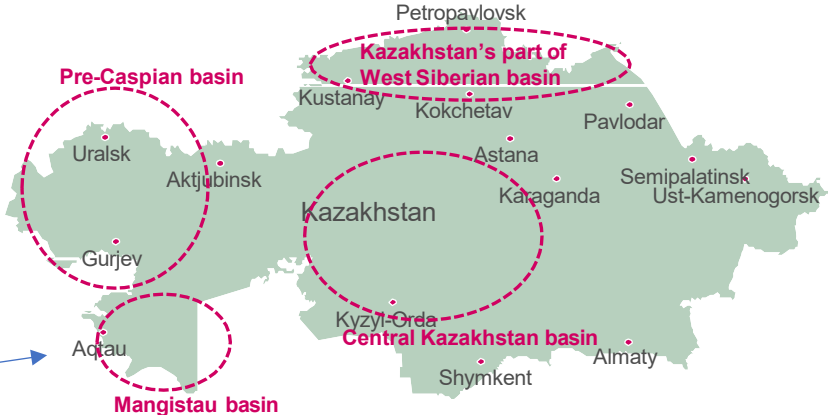 Petropavlovsk
Kazakhstan's part of
West Siberian basin
Pre-Caspian basin
Kustanay
Kokchetav
Pavlodar
Uralsk
Astana
Aktjubinsk
Semipalatinsk
Karaganda
Ust-Kamenogorsk
Kazakhstan
Gurjev
Kyzyl-Orda
Central Kazakhstan basin
Aqtau
Almaty
Shymkent
Mangistau basin